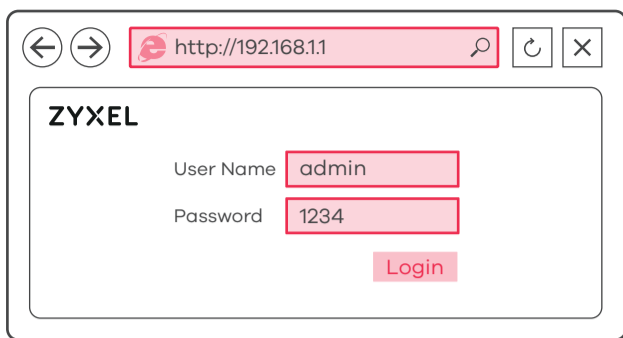 http://192.168.1.1
ZYXEL
User Name admin
Password 1234
Login